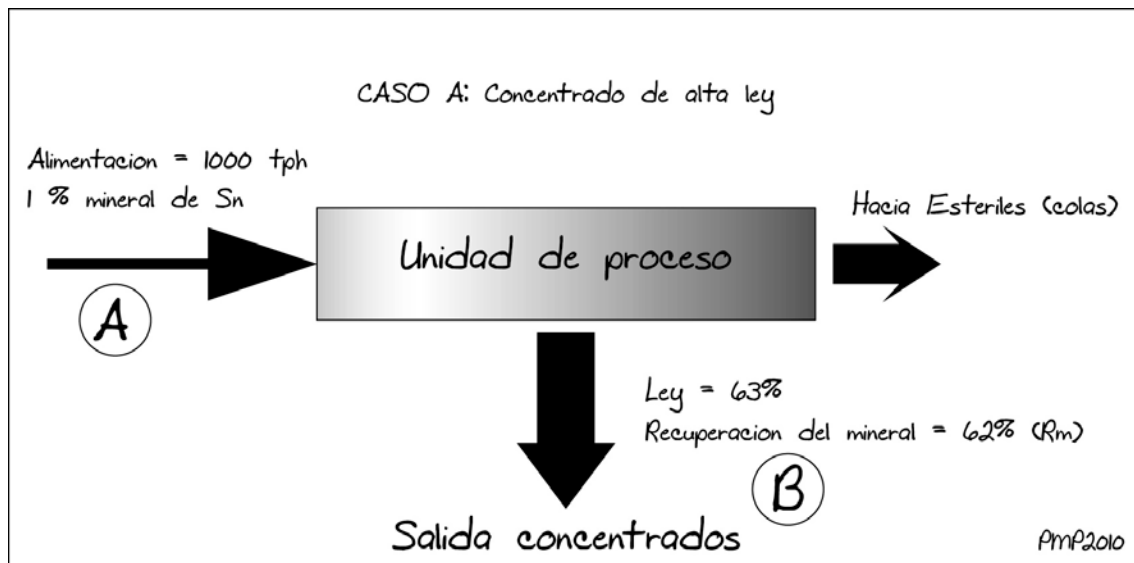 CASO A: Concentrado de alta ley
Alimentacion = 1000 tph
1 % mineral de Sn
Hacia Esteriles (colas)
Unidad de proceso
A
Ley = 63%
Recuperacion del mineral = 62% (Rm)
B
Salida concentrados
PMP2010